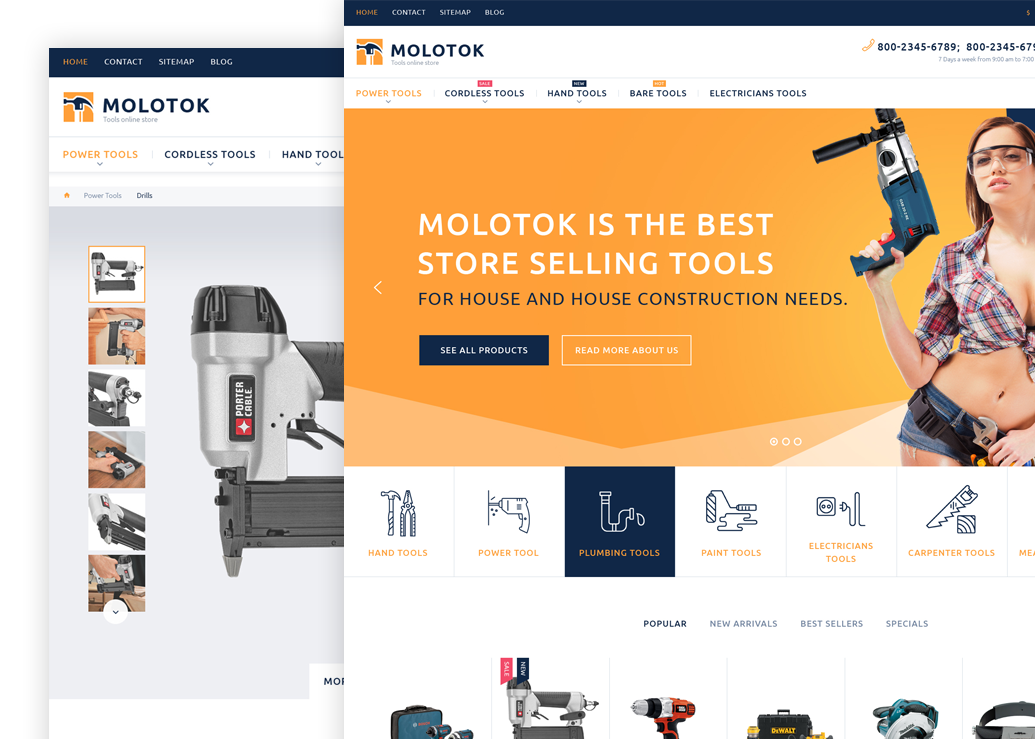 HOME CONTACT SITEMAP BLOG
MOLOTOK
Tools online store
POWER TOOLS CORDLESS TOOLS HAND TOOL
Power Tools Drills
PORTER
CABLE
HOME CONTACT SITEMAP BLOG $
MOLOTOK
Tools online store
800-2345-6789; 800-2345-679
7 Days a week from 9:00 am to 7:00
SALE NEW HOT
POWER TOOLS CORDLESS TOOLS HAND TOOLS BARE TOOLS ELECTRICIANS TOOLS
MOLOTOK IS THE BEST
STORE SELLING TOOLS
FOR HOUSE AND HOUSE CONSTRUCTION NEEDS.
SEE ALL PRODUCTS READ MORE ABOUT US
HAND TOOLS
POWER TOOL
PLUMBING TOOLS
PAINT TOOLS
ELECTRICIANS
TOOLS
CARPENTER TOOLS
MEA
POPULAR NEW ARRIVALS BEST SELLERS SPECIALS
SALE NEW
DEWALT